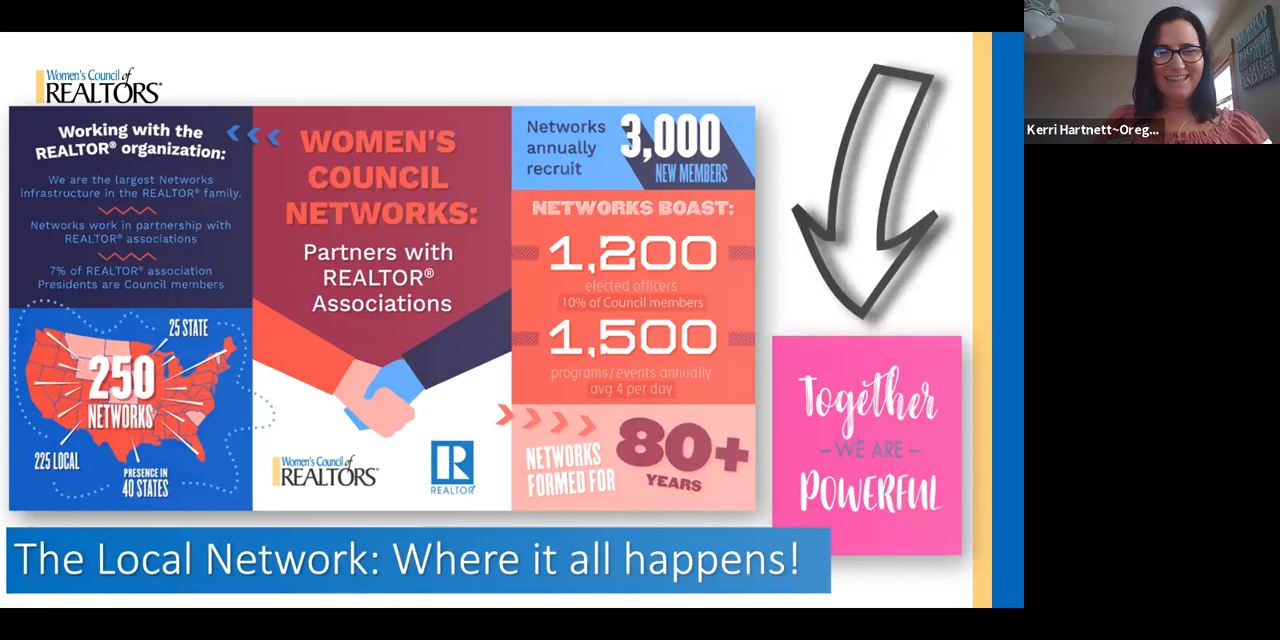 Women's Council of
REALTORS®
Working with the
REALTOR® organization:
We are the largest Networks
infrastructure in the REALTOR® family.
Networks work in partnership with
REALTOR® associations
7% of REALTOR® association
Presidents are Council members
25 STATE
250
NETWORKS
225 LOCAL
PRESENCE IN
40 STATES
WOMEN'S
COUNCIL
NETWORKS:
Partners with
REALTOR®
Associations
Women's Council of
REALTORS®
R
REALTOR®
Networks
annually
recruit
3,000
NEW MEMBERS
NETWORKS BOAST:
1,200
elected officers
10% of Council members
1,500
programs/events annually
avg 4 per day
NETWORKS
FORMED FOR
80+
YEARS
Together
– WE ARE –
POWERFUL
The Local Network: Where it all happens!
Kerri Hartnett~Oreg...